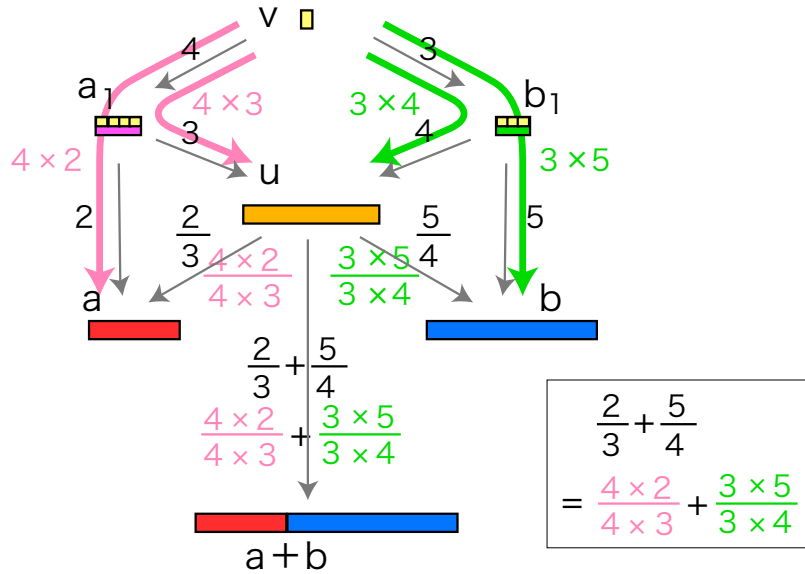 v
4
3
a1
b1
4 × 3
3 × 4
3
4
4 × 2
3 × 5
u
2
2/3
5/4
5
4 × 2/4 × 3
3 × 5/3 × 4
a
b
2/3 + 5/4
4 × 2/4 × 3 + 3 × 5/3 × 4
2/3 + 5/4
= 4 × 2/4 × 3 + 3 × 5/3 × 4
a + b